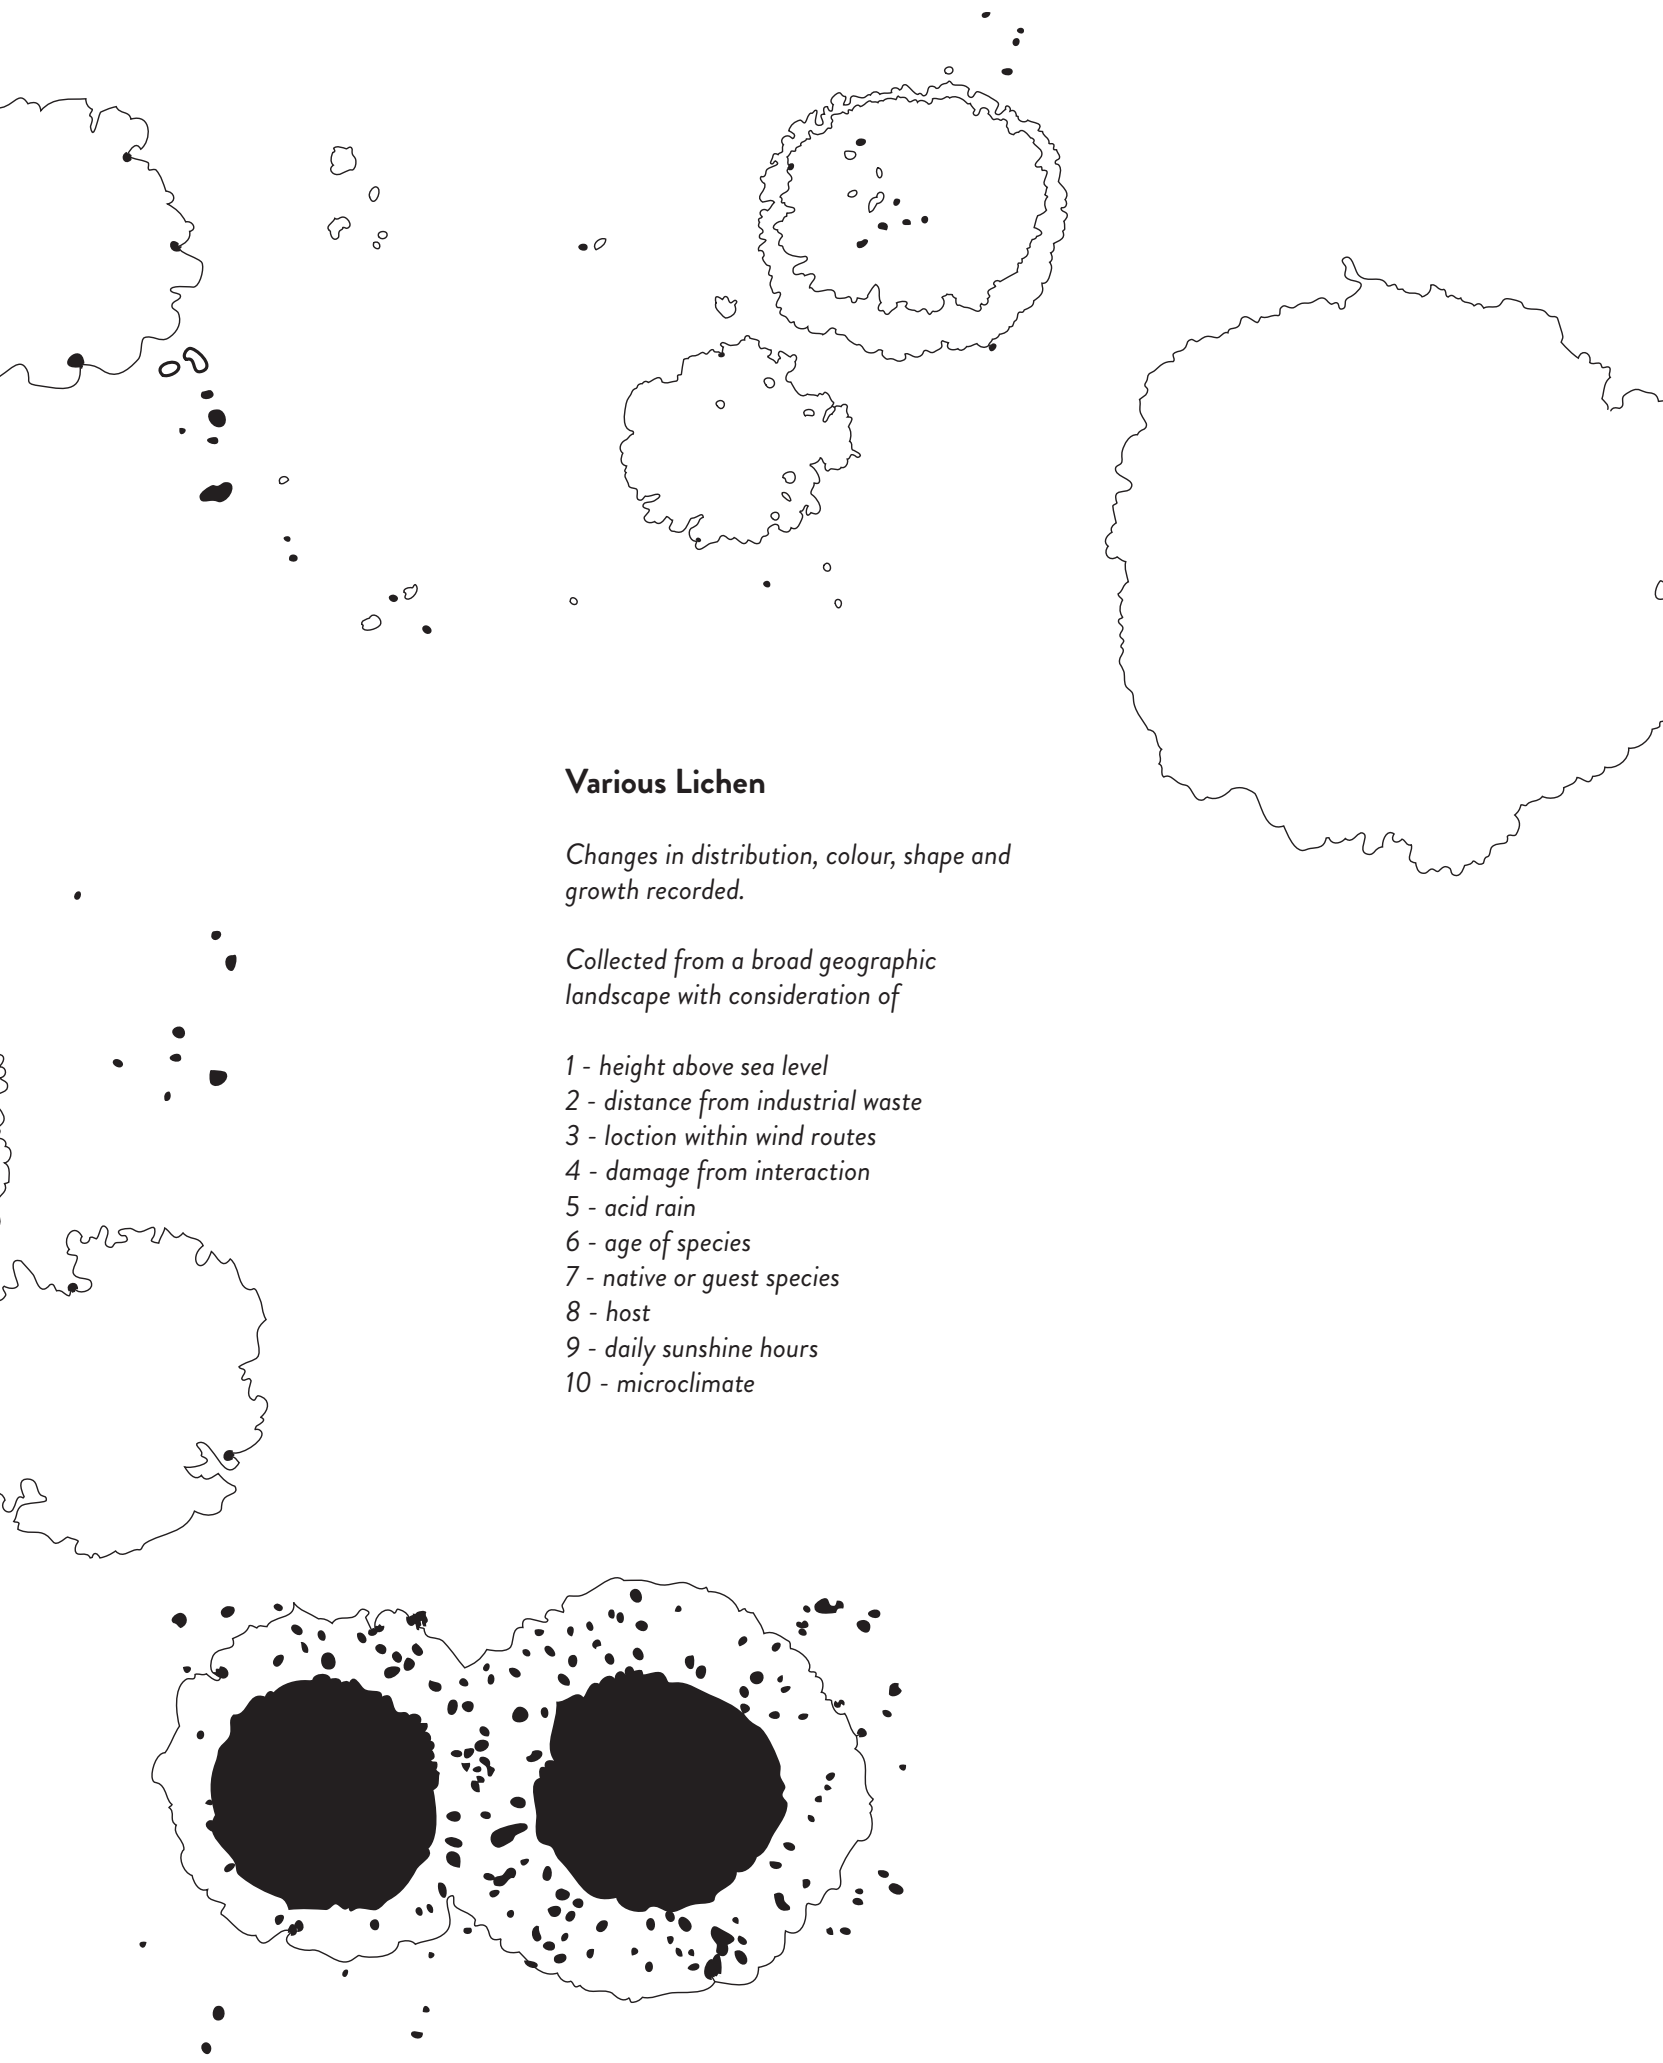 Various Lichen
Changes in distribution, colour, shape and
growth recorded.
Collected from a broad geographic
landscape with consideration of
1 - height above sea level
2 - distance from industrial waste
3 - loction within wind routes
4 - damage from interaction
5 - acid rain
6 - age of species
7 - native or guest species
8 - host
9 - daily sunshine hours
10 - microclimate